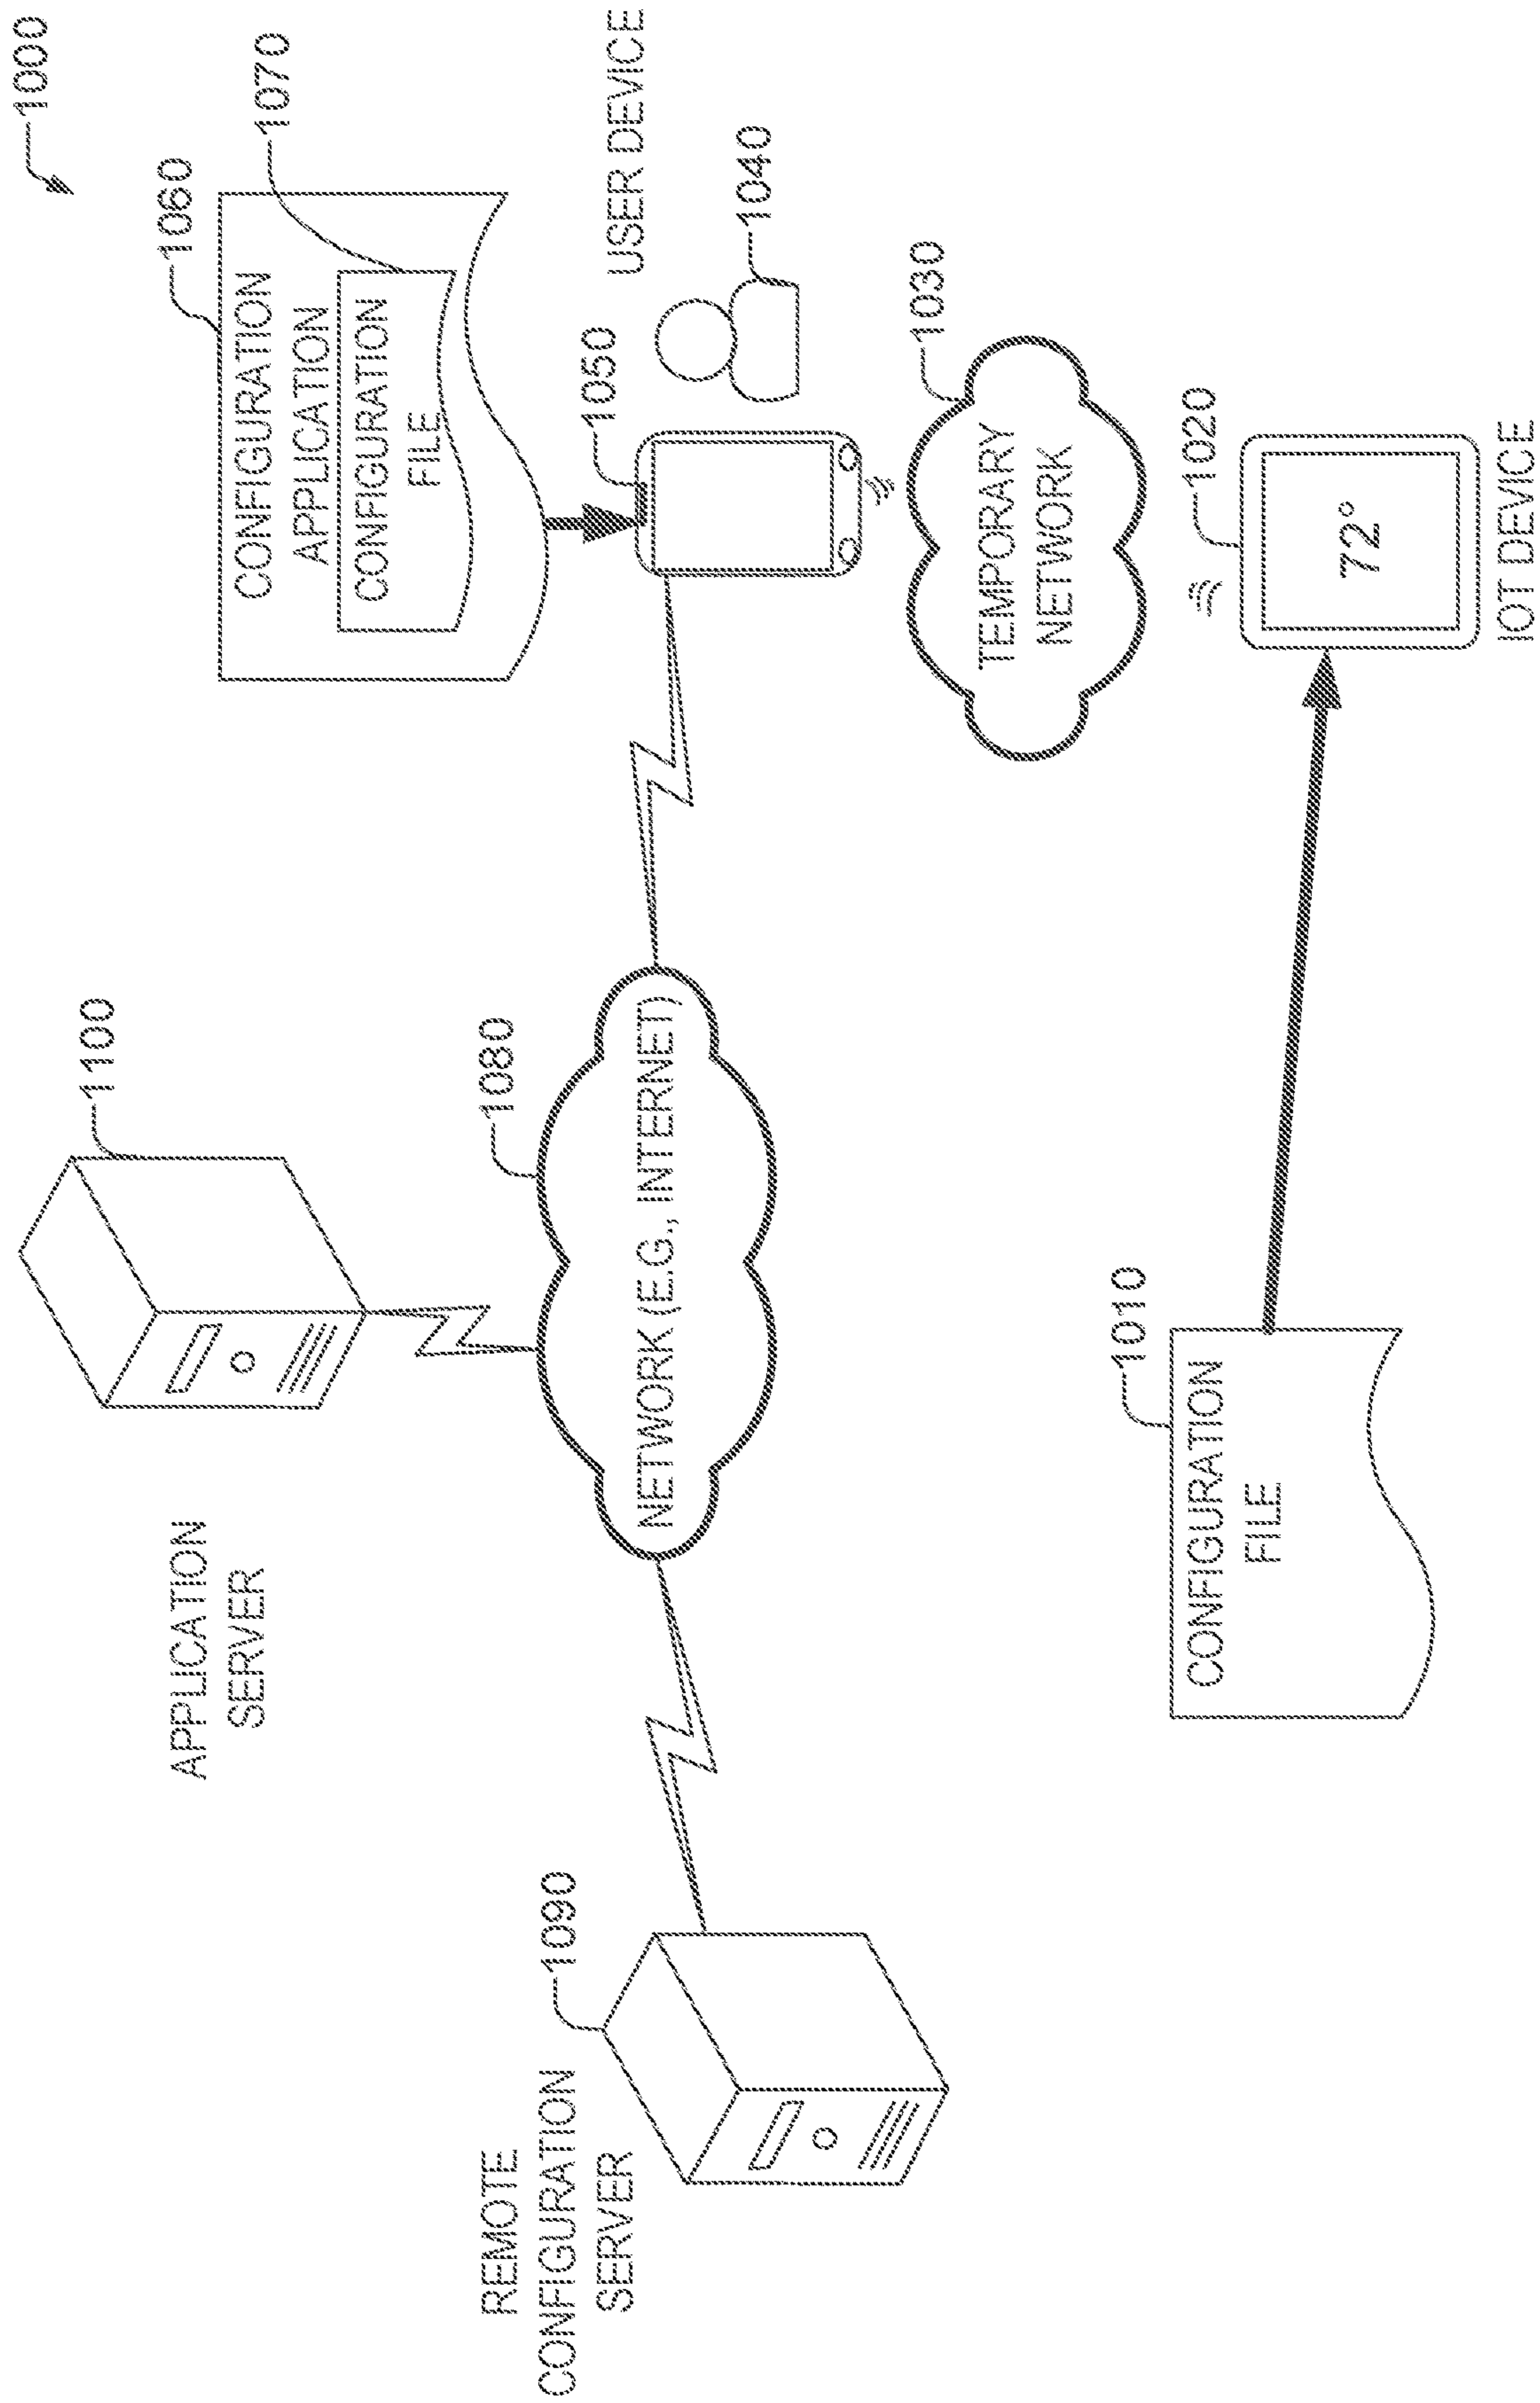 1000
1060
1070
CONFIGURATION
APPLICATION
CONFIGURATION
FILE
1100
APPLICATION
SERVER
1050
USER DEVICE
1040
1080
NETWORK (E.G., INTERNET)
1090
REMOTE
CONFIGURATION
SERVER
1030
TEMPORARY
NETWORK
1020
72°
IOT DEVICE
1010
CONFIGURATION
FILE